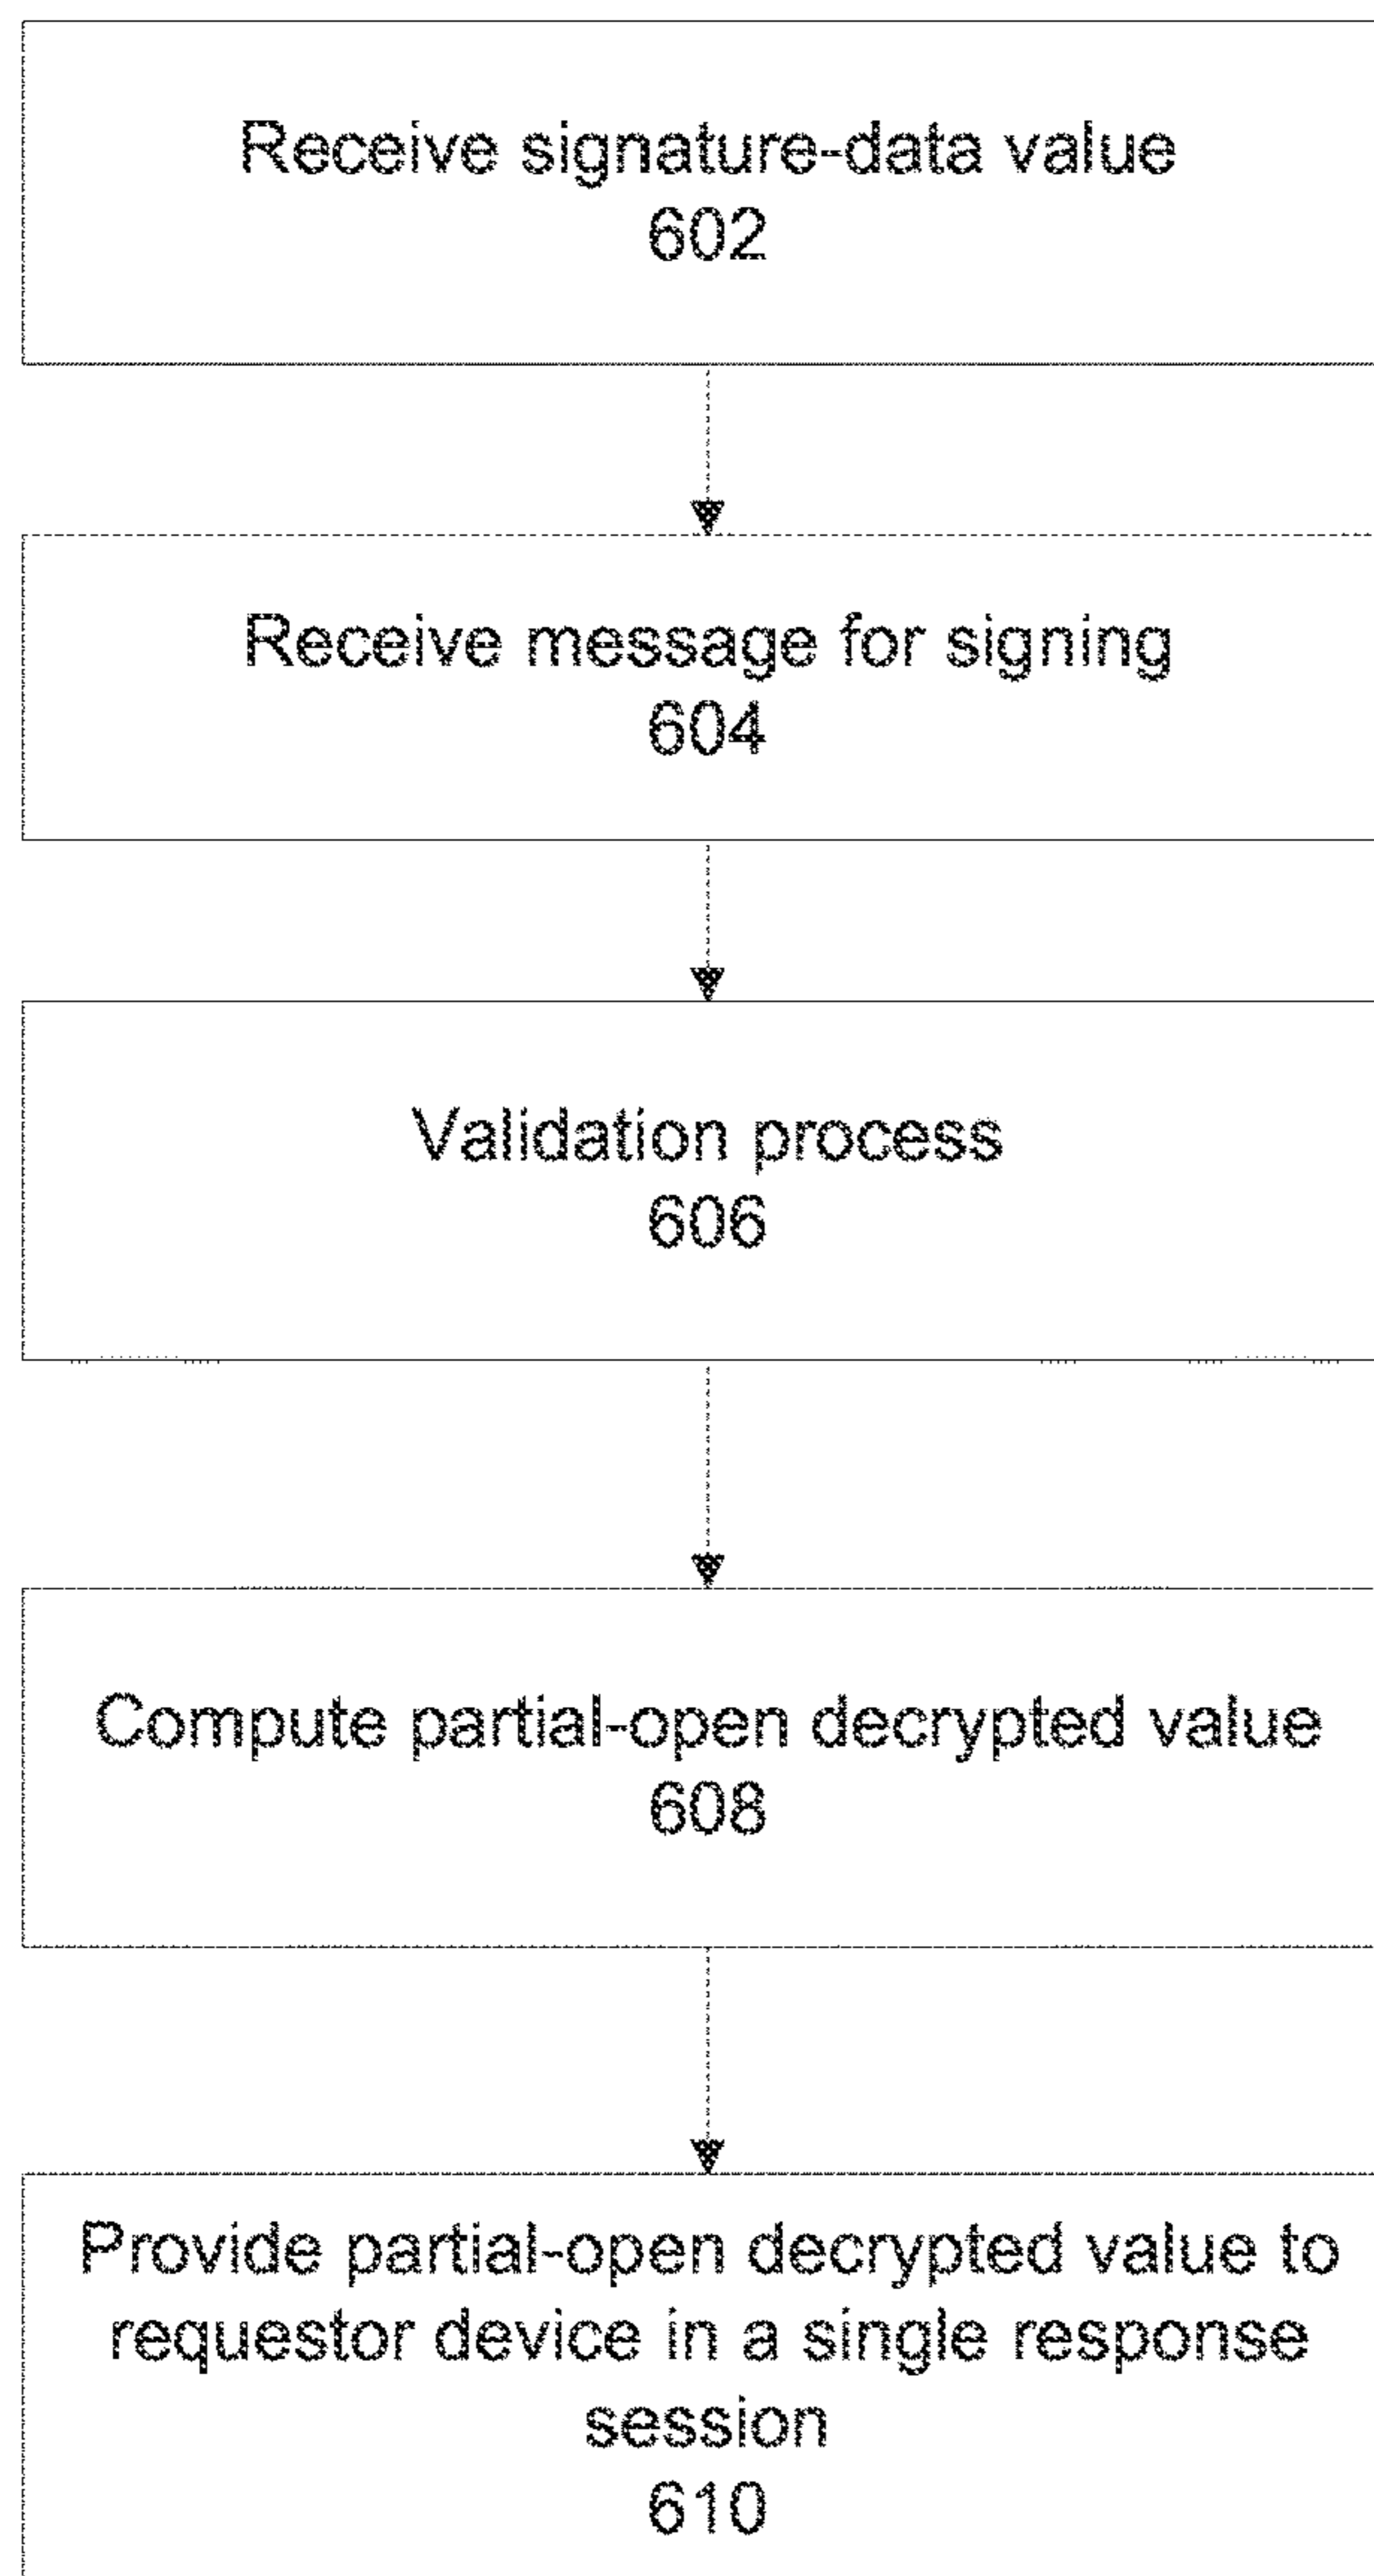 Receive signature-data value
602
Receive message for signing
604
Validation process
606
Compute partial-open decrypted value
608
Provide partial-open decrypted value to
requestor device in a single response
session
610